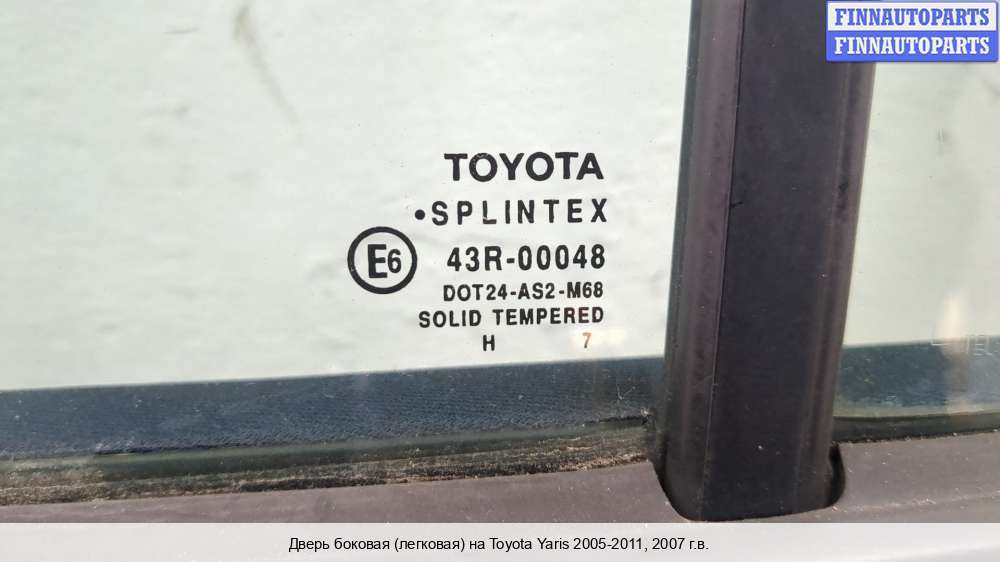 FINNAUTOPARTS
FINNAUTOPARTS
TOYOTA
•SPLINTEX
E6 43R-00048
DOT24-AS2-M68
SOLID TEMPERED
H 7
Дверь боковая (легковая) на Toyota Yaris 2005-2011, 2007 г.в.